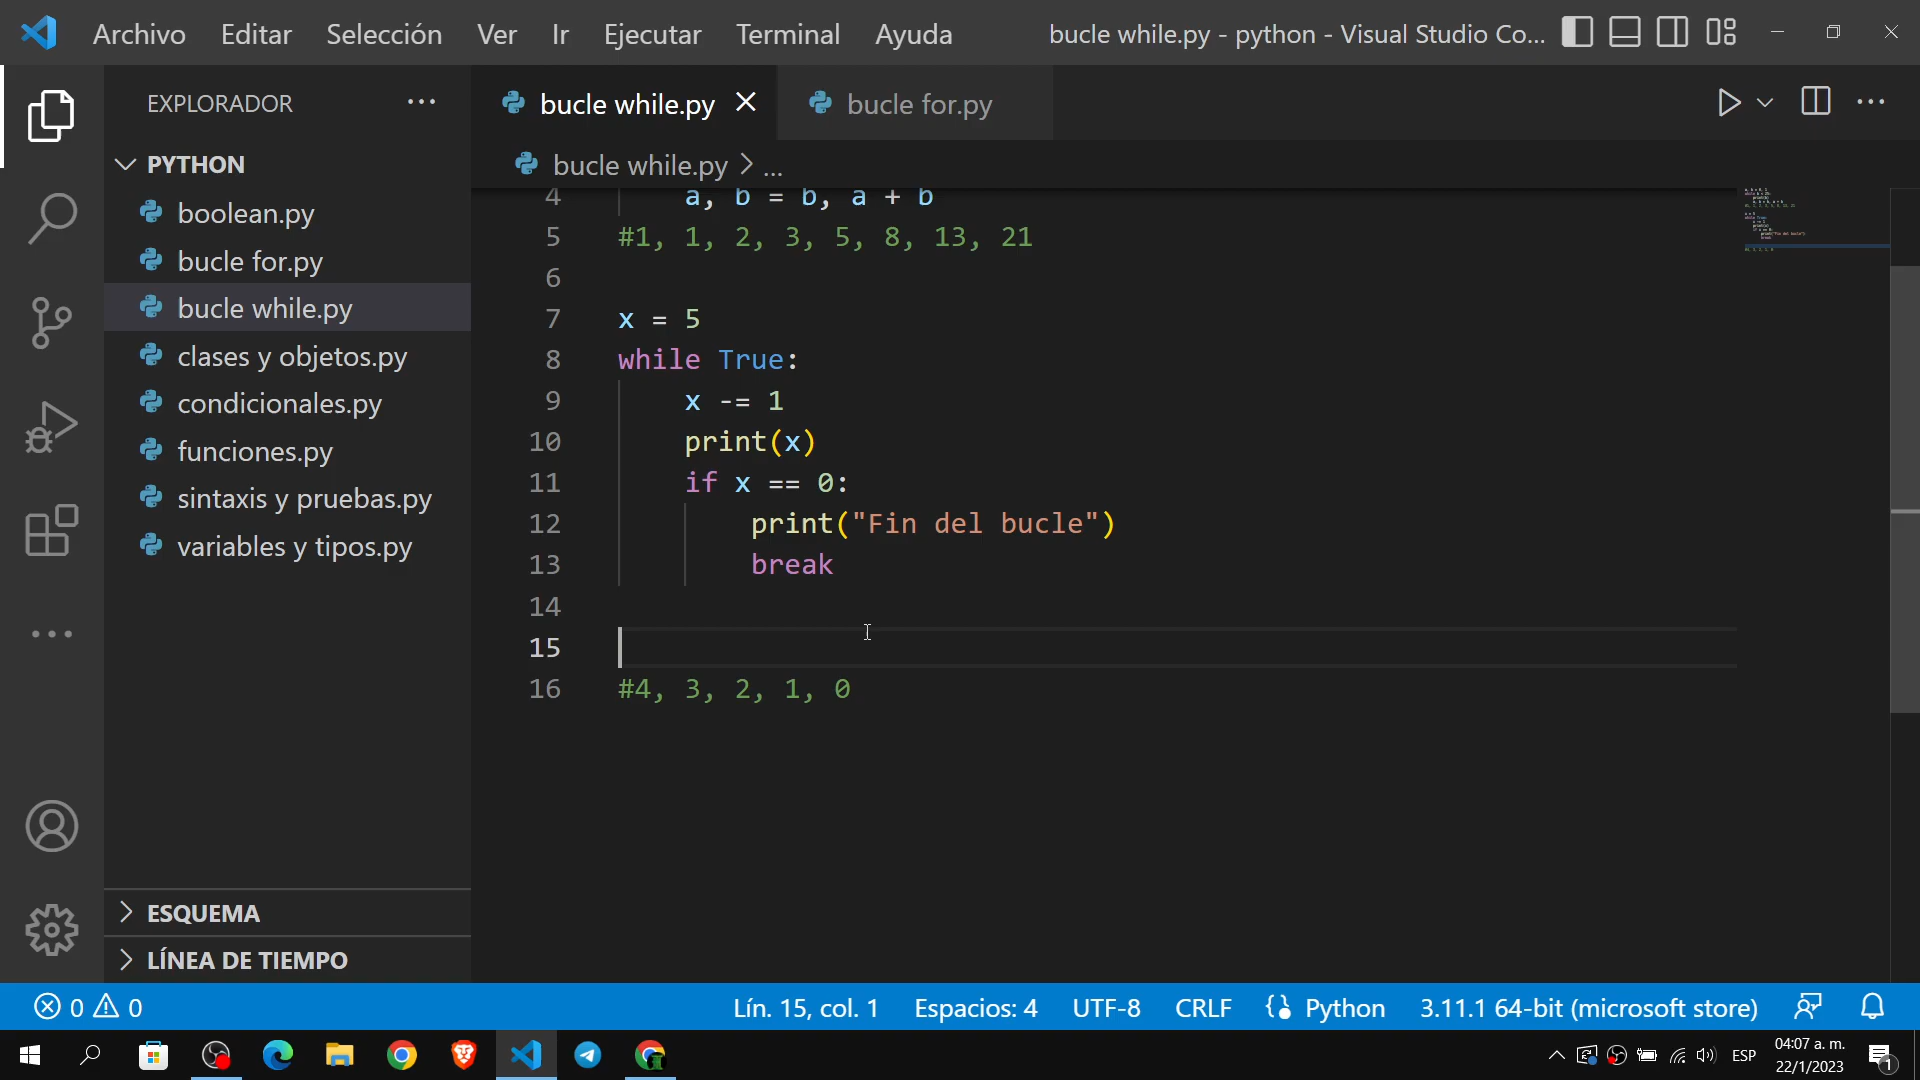 Archivo Editar Selección Ver Ir Ejecutar Terminal Ayuda bucle while.py - python - Visual Studio Co...
EXPLORADOR
PYTHON
boolean.py
bucle for.py
bucle while.py
clases y objetos.py
condicionales.py
funciones.py
sintaxis y pruebas.py
variables y tipos.py
ESQUEMA
LÍNEA DE TIEMPO
bucle while.py bucle for.py
bucle while.py > ...
4 a, b = b, a + b
5 #1, 1, 2, 3, 5, 8, 13, 21
6
7 x = 5
8 while True:
9 x -= 1
10 print(x)
11 if x == 0:
12 print("Fin del bucle")
13 break
14
15
16 #4, 3, 2, 1, 0
0 0 Lín. 15, col. 1 Espacios: 4 UTF-8 CRLF Python 3.11.1 64-bit (microsoft store)
ESP 04:07 a. m. 1
22/1/2023